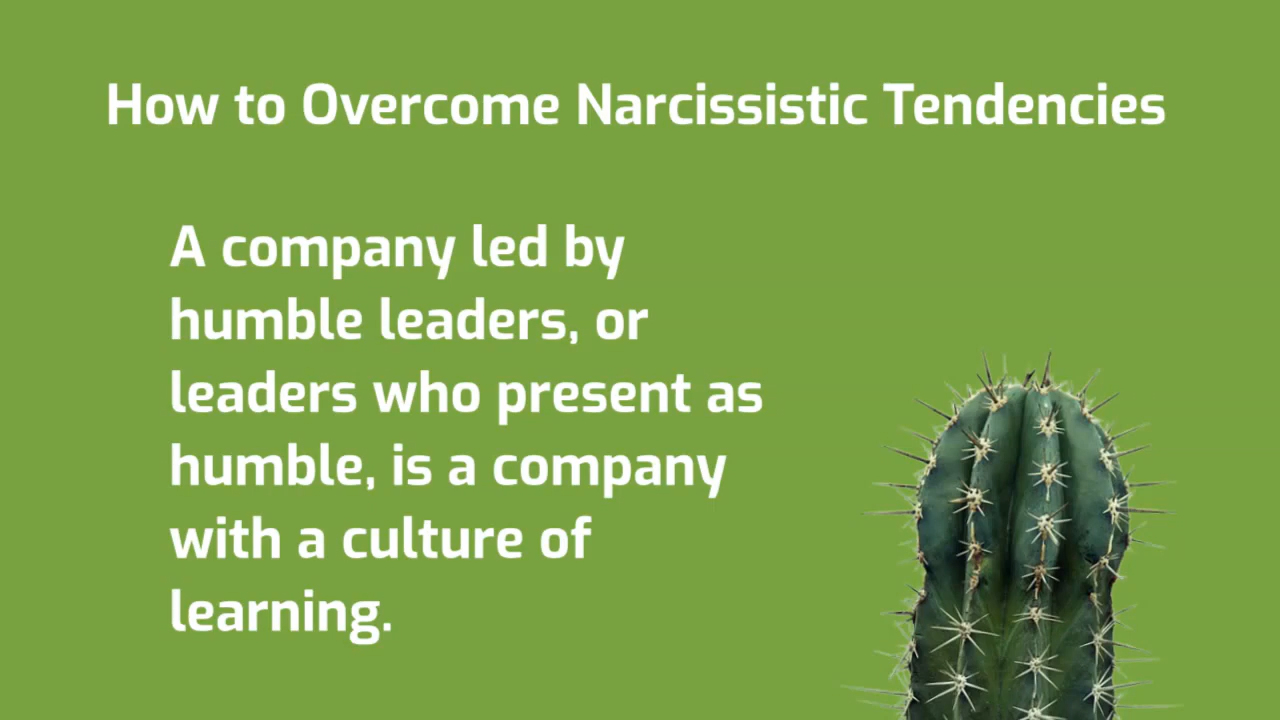 How to Overcome Narcissistic Tendencies
A company led by
humble leaders, or
leaders who present as
humble, is a company
with a culture of
learning.